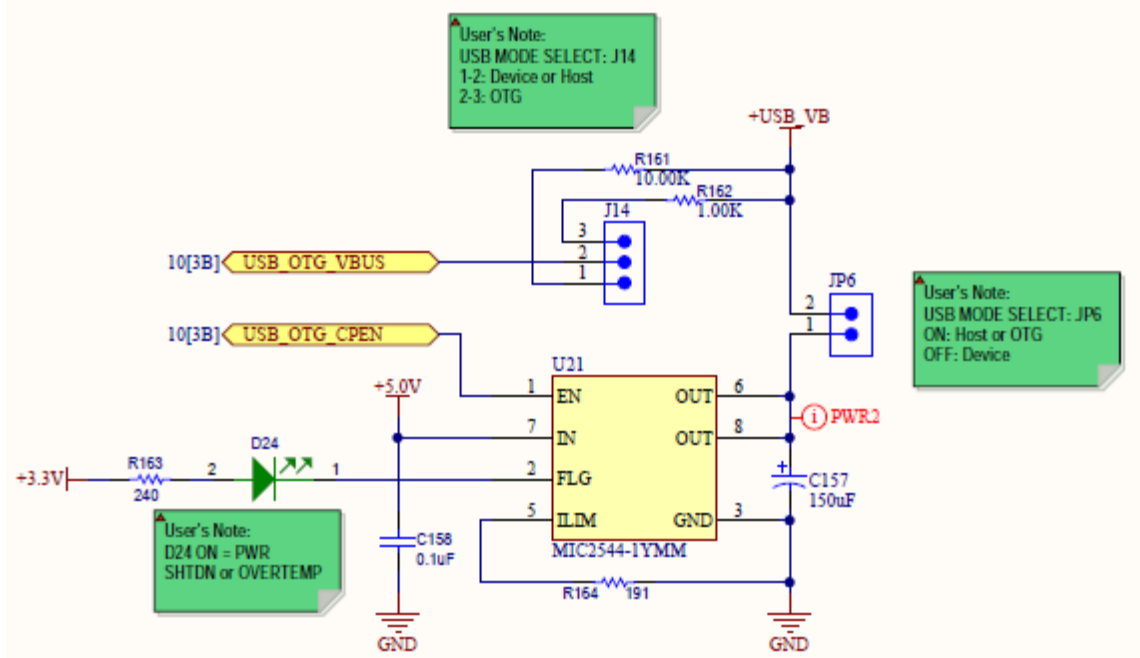 User's Note:
USB MODE SELECT: J14
1-2: Device or Host
2-3: OTG
+USB_VB
R161
10.00K
R162
1.00K
J14
3
2
1
10[3B] USB_OTG_VBUS
JP6
2
1
User's Note:
USB MODE SELECT: JP6
ON: Host or OTG
OFF: Device
10[3B] USB_OTG_CPEN
U21
+5.0V
1 EN OUT 6
i PWR2
7 IN OUT 8
D24
+3.3V R163 2 1 2 FLG
240
+ C157
150uF
5 ILIM GND 3
MIC2544-1YMM
User's Note:
D24 ON = PWR
SHTDN or OVERTEMP
C158
0.1uF
R164 191
GND
GND